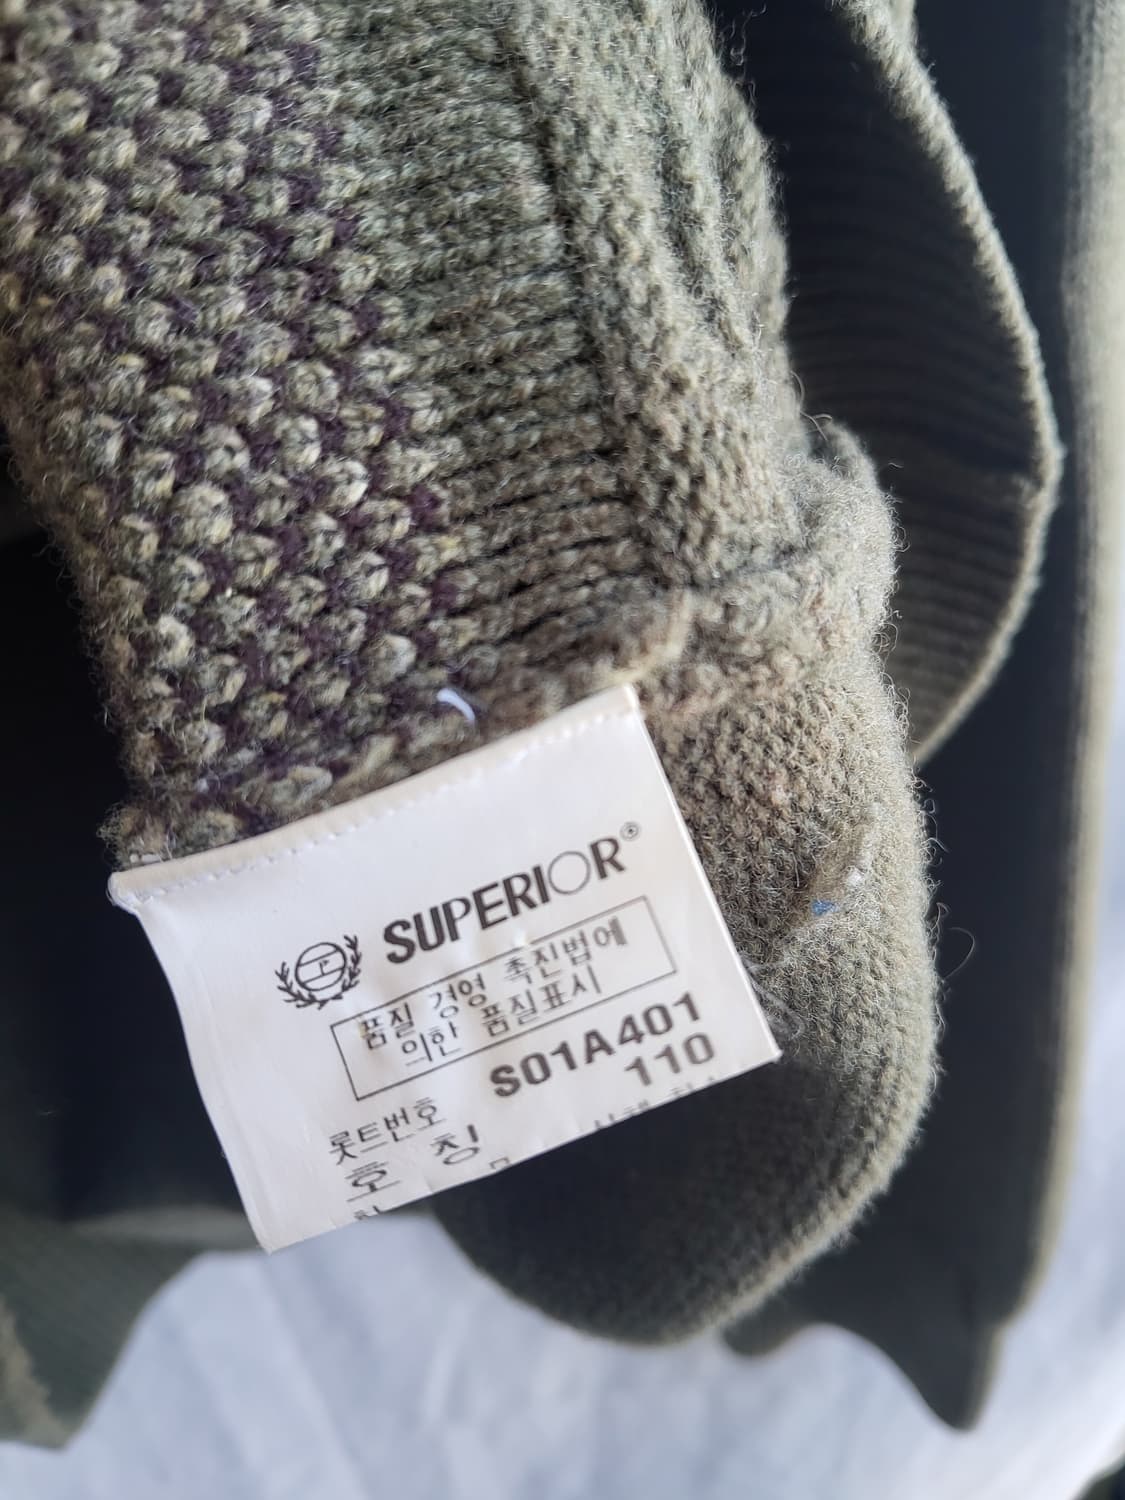 SUPERIOR®
품질 경영 촉진법에
의한 품질표시
롯트번호 S01A401
호 칭 110